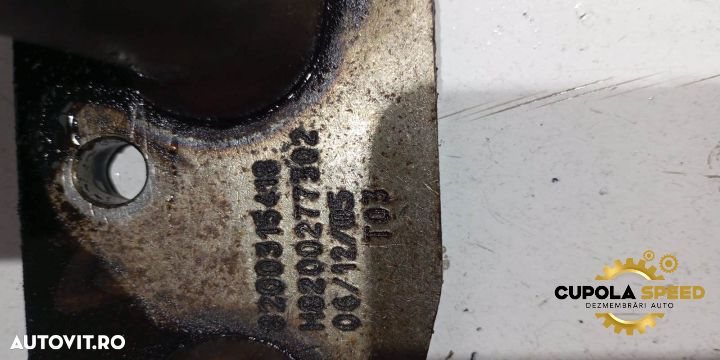 8200315418
H8200277302
06/12/05
T03
CUPOLA SPEED
DEZMEMBRĂRI AUTO
AUTOVIT.RO